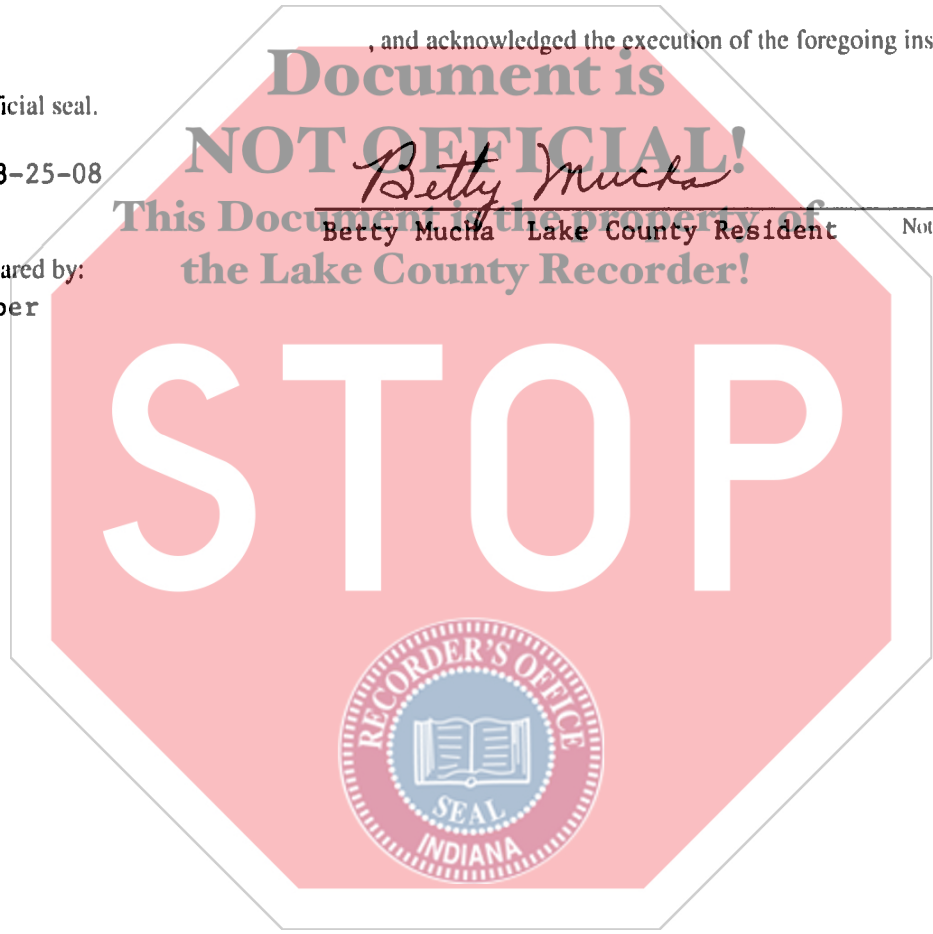 , and acknowledged the execution of the foregoing ins
Document is
icial seal.
NOT OFFICIAL!
Betty Mucha
3-25-08
This Document is the property of
Betty Mucha Lake County Resident Not
the Lake County Recorder!
ared by:
ber
STOP
RECORDER'S OFFICE
SEAL
INDIANA